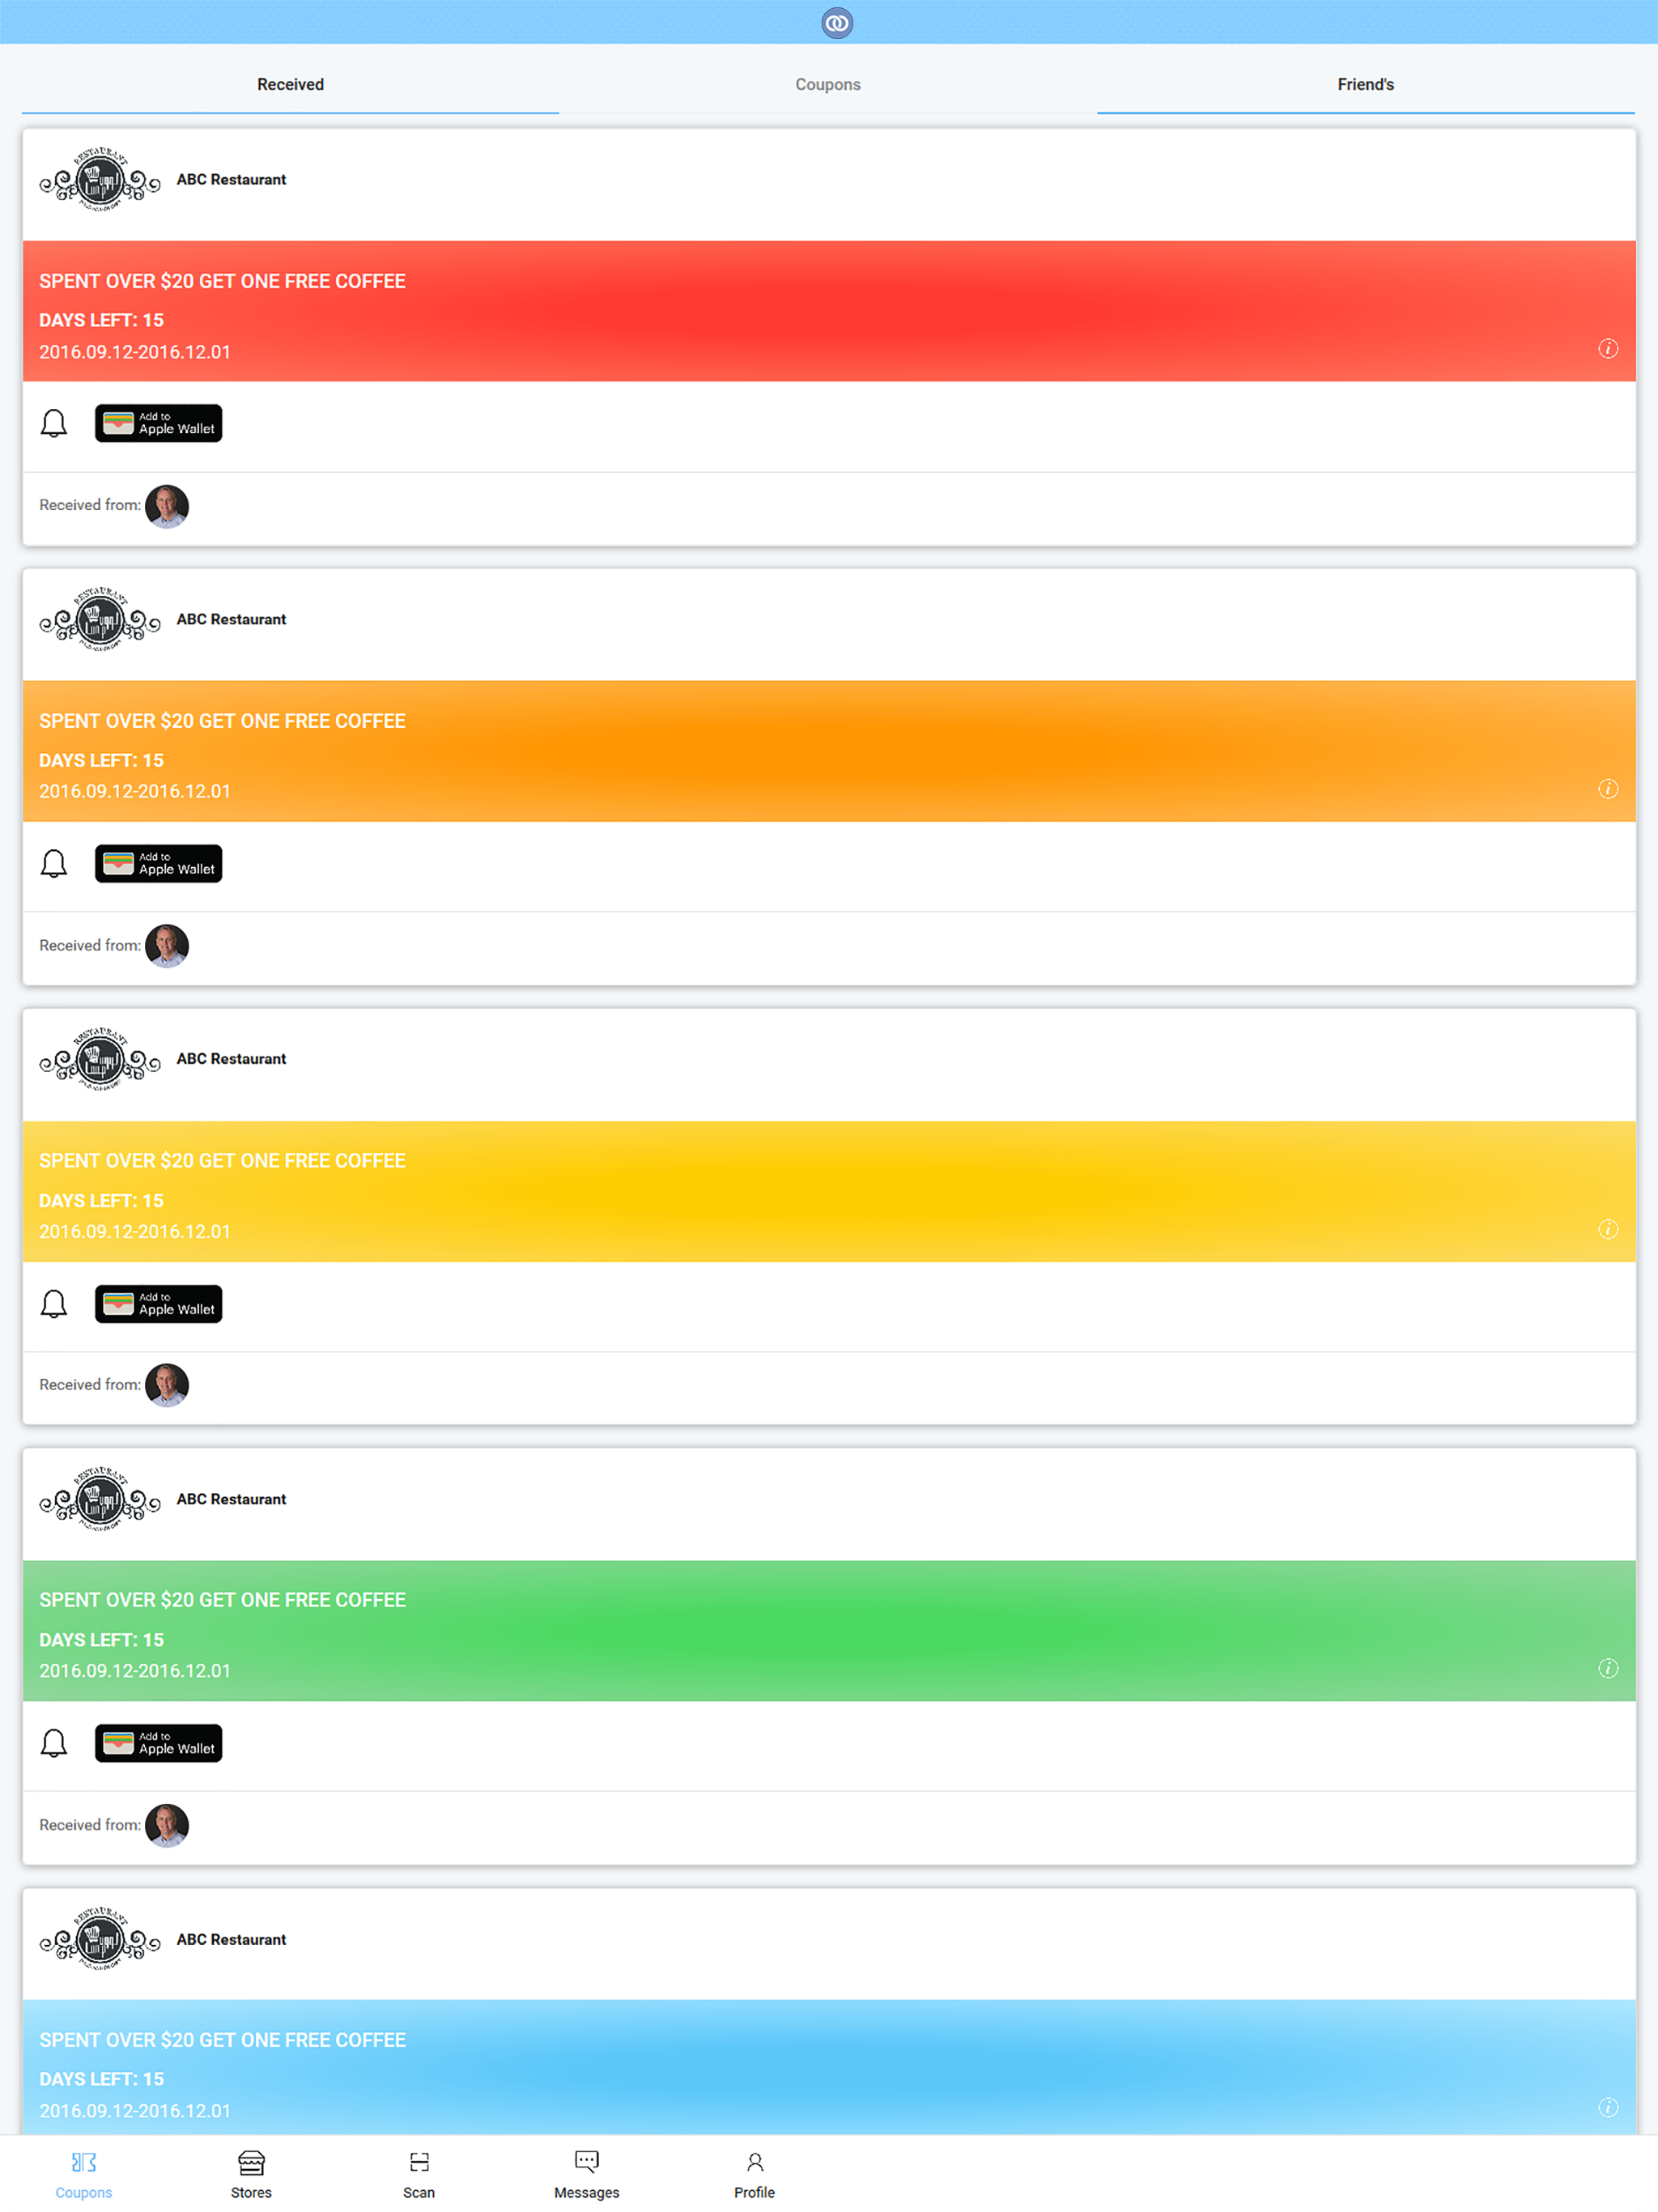 Received
Coupons
Friend's
RESTAURANT
ABC Restaurant
SPENT OVER $20 GET ONE FREE COFFEE
DAYS LEFT: 15
2016.09.12-2016.12.01
Add to
Apple Wallet
Received from:
RESTAURANT
ABC Restaurant
SPENT OVER $20 GET ONE FREE COFFEE
DAYS LEFT: 15
2016.09.12-2016.12.01
Add to
Apple Wallet
Received from:
RESTAURANT
ABC Restaurant
SPENT OVER $20 GET ONE FREE COFFEE
DAYS LEFT: 15
2016.09.12-2016.12.01
Add to
Apple Wallet
Received from:
RESTAURANT
ABC Restaurant
SPENT OVER $20 GET ONE FREE COFFEE
DAYS LEFT: 15
2016.09.12-2016.12.01
Add to
Apple Wallet
Received from:
RESTAURANT
ABC Restaurant
SPENT OVER $20 GET ONE FREE COFFEE
DAYS LEFT: 15
2016.09.12-2016.12.01
Coupons
Stores
Scan
Messages
Profile